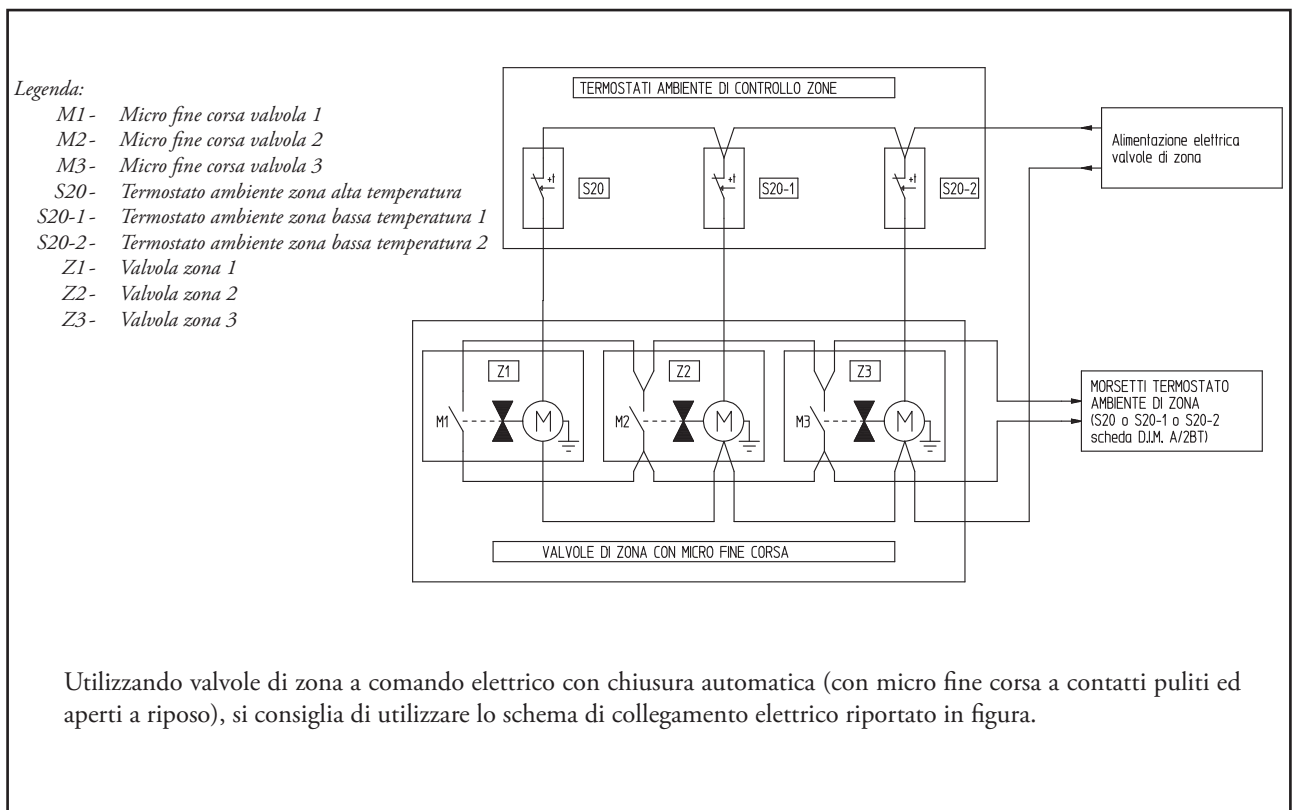 Legenda:
M1- Micro fine corsa valvola 1
M2- Micro fine corsa valvola 2
M3- Micro fine corsa valvola 3
S20- Termostato ambiente zona alta temperatura
S20-1- Termostato ambiente zona bassa temperatura 1
S20-2- Termostato ambiente zona bassa temperatura 2
Z1- Valvola zona 1
Z2- Valvola zona 2
Z3- Valvola zona 3
TERMOSTATI AMBIENTE DI CONTROLLO ZONE
+t
S20
+t
S20-1
+t
S20-2
Alimentazione elettrica
valvole di zona
Z1
Z2
Z3
M1
M
M2
M
M3
M
MORSETTI TERMOSTATO
AMBIENTE DI ZONA
(S20 o S20-1 o S20-2
scheda D.I.M. A/2BT)
VALVOLE DI ZONA CON MICRO FINE CORSA
Utilizzando valvole di zona a comando elettrico con chiusura automatica (con micro fine corsa a contatti puliti ed
aperti a riposo), si consiglia di utilizzare lo schema di collegamento elettrico riportato in figura.